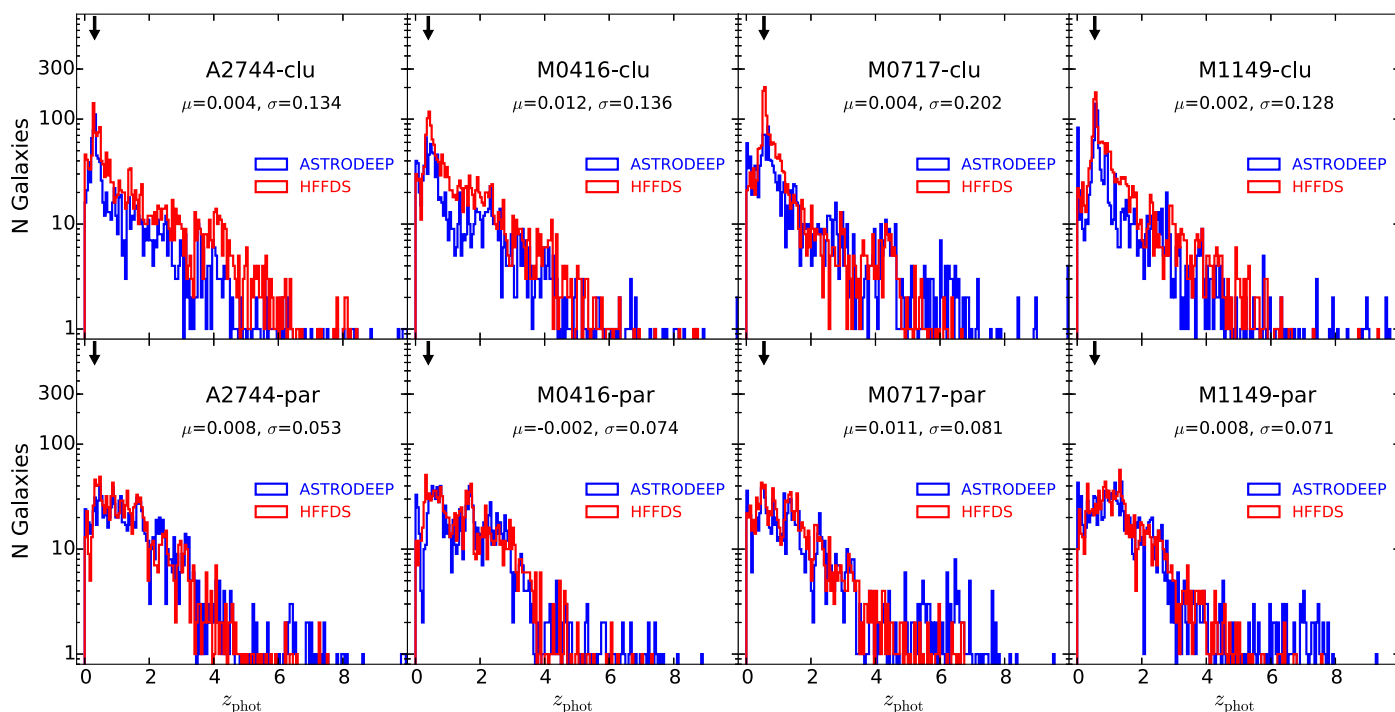 A2744-clu
μ=0.004, σ=0.134
ASTRODEEP
HFFDS
M0416-clu
μ=0.012, σ=0.136
ASTRODEEP
HFFDS
M0717-clu
μ=0.004, σ=0.202
ASTRODEEP
HFFDS
M1149-clu
μ=0.002, σ=0.128
ASTRODEEP
HFFDS
N Galaxies
300
100
10
1
A2744-par
μ=0.008, σ=0.053
ASTRODEEP
HFFDS
M0416-par
μ=-0.002, σ=0.074
ASTRODEEP
HFFDS
M0717-par
μ=0.011, σ=0.081
ASTRODEEP
HFFDS
M1149-par
μ=0.008, σ=0.071
ASTRODEEP
HFFDS
N Galaxies
300
100
10
1
0 2 4 6 8 0 2 4 6 8 0 2 4 6 8 0 2 4 6 8
z_phot z_phot z_phot z_phot